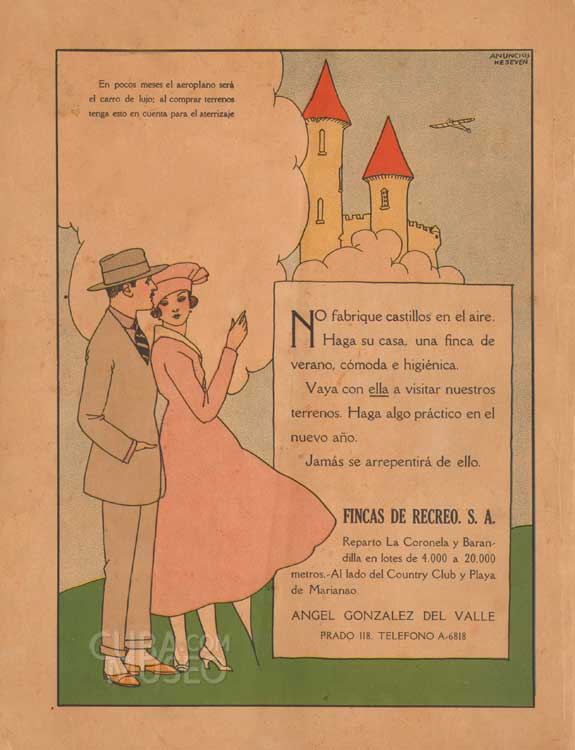 ANUNCIOS
KESEVEN
En pocos meses el aeroplano será
el carro de lujo; al comprar terrenos
tenga esto en cuenta para el aterrizaje
NO fabrique castillos en el aire.
Haga su casa, una finca de
verano, cómoda e higiénica.
Vaya con ella a visitar nuestros
terrenos. Haga algo práctico en el
nuevo año.
Jamás se arrepentirá de ello.
FINCAS DE RECREO. S. A.
Reparto La Coronela y Baran-
dilla en lotes de 4.000 a 20.000
metros.-Al lado del Country Club y Playa
de Marianao.
ANGEL GONZALEZ DEL VALLE
PRADO 118. TELEFONO A-6818
CUBA.COM
MUSEO